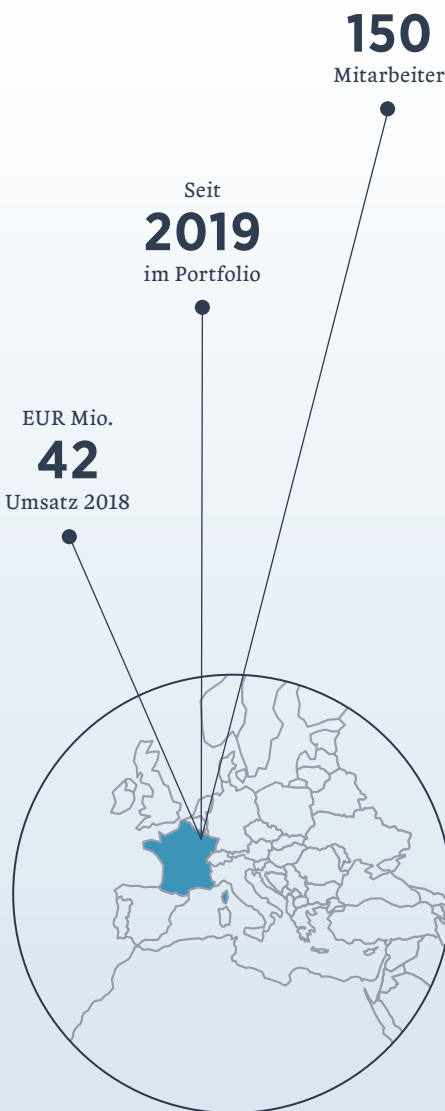 150
Mitarbeiter
Seit
2019
im Portfolio
EUR Mio.
42
Umsatz 2018